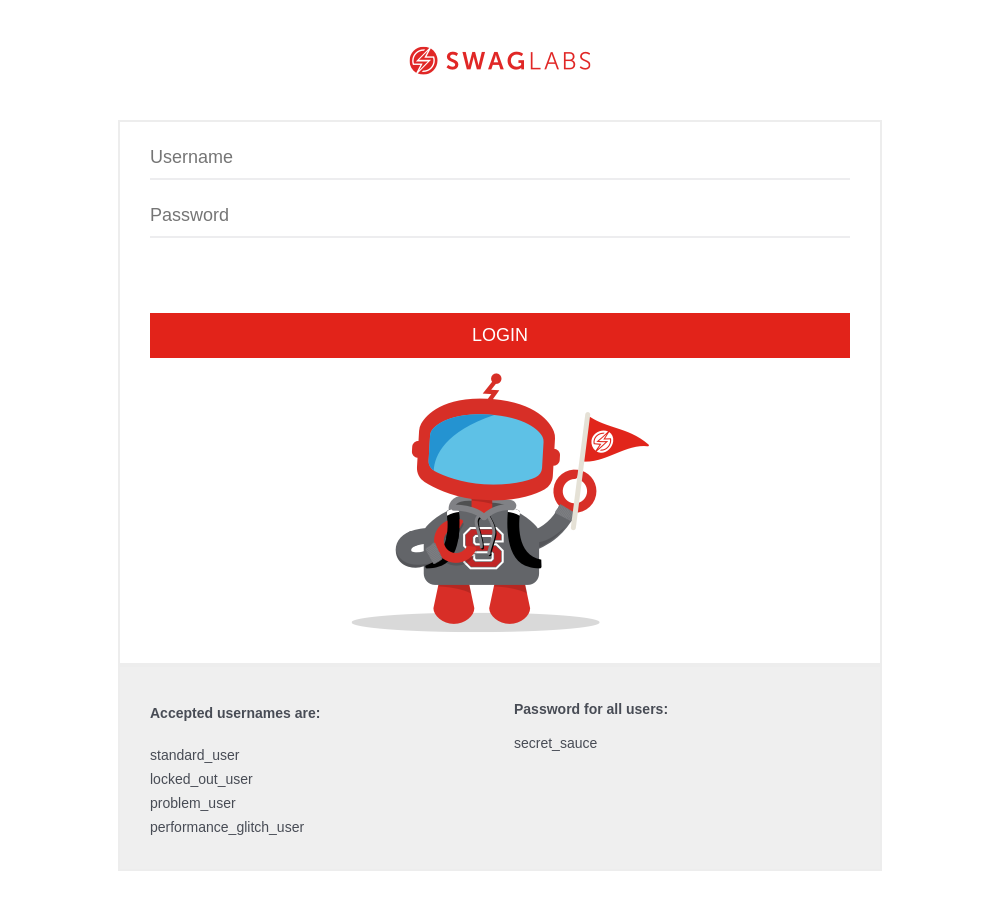 SWAGLABS
Username
Password
LOGIN
S
Accepted usernames are:
standard_user
locked_out_user
problem_user
performance_glitch_user
Password for all users:
secret_sauce